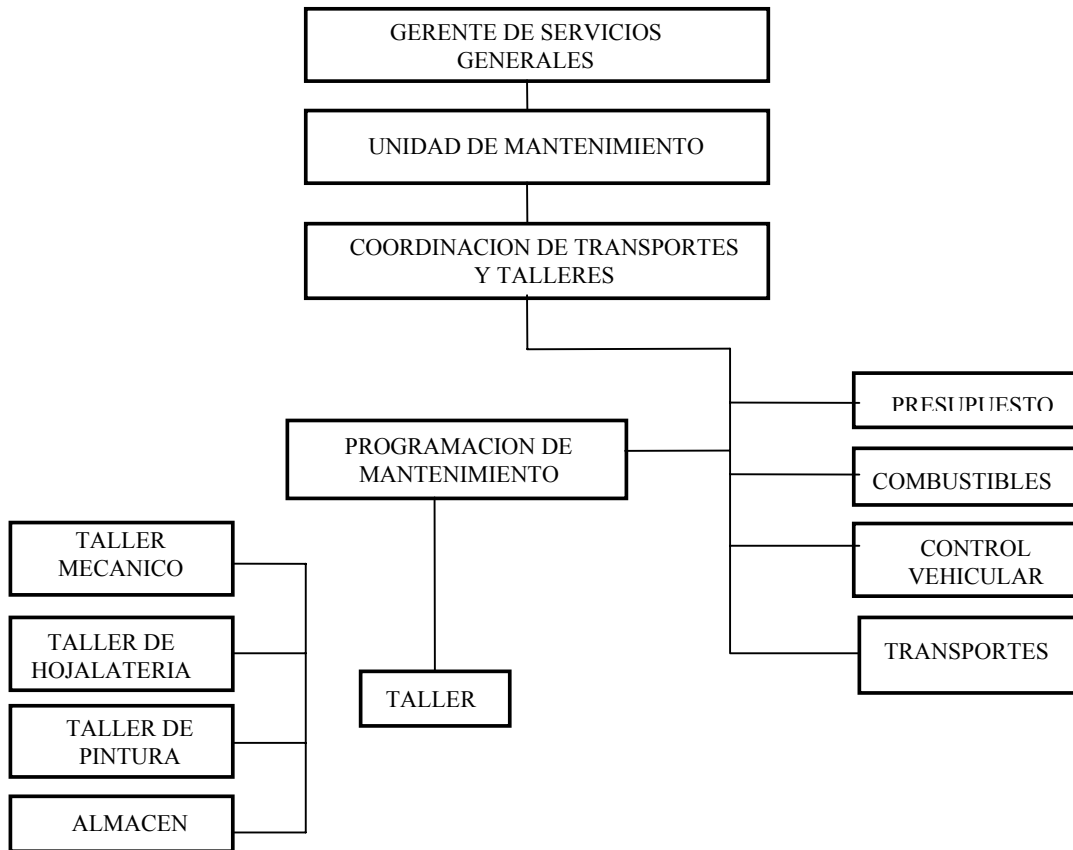 GERENTE DE SERVICIOS
GENERALES
UNIDAD DE MANTENIMIENTO
COORDINACION DE TRANSPORTES
Y TALLERES
PRESUPUESTO
PROGRAMACION DE
MANTENIMIENTO
COMBUSTIBLES
CONTROL
VEHICULAR
TRANSPORTES
TALLER
MECANICO
TALLER DE
HOJALATERIA
TALLER DE
PINTURA
ALMACEN
TALLER